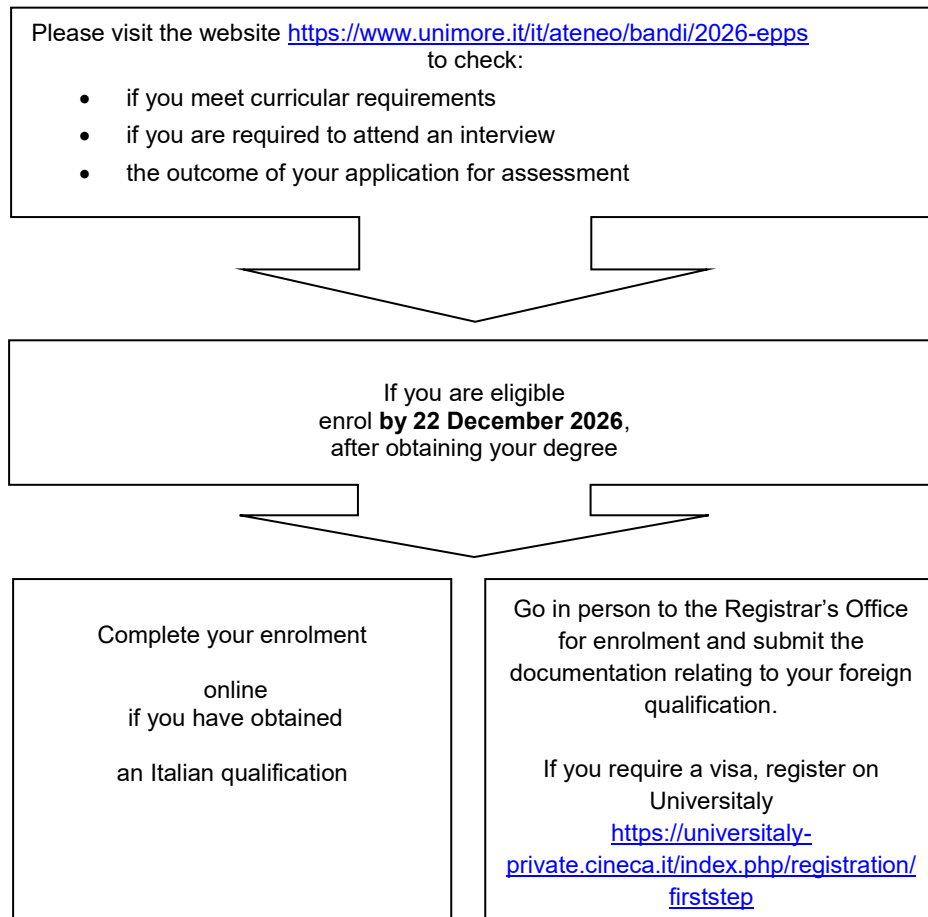 Please visit the website https://www.unimore.it/it/ateneo/bandi/2026-epps
to check:
• if you meet curricular requirements
• if you are required to attend an interview
• the outcome of your application for assessment
If you are eligible
enrol by 22 December 2026,
after obtaining your degree
Complete your enrolment
online
if you have obtained
an Italian qualification
Go in person to the Registrar’s Office
for enrolment and submit the
documentation relating to your foreign
qualification.
If you require a visa, register on
Universitaly
https://universitaly-
private.cineca.it/index.php/registration/
firststep